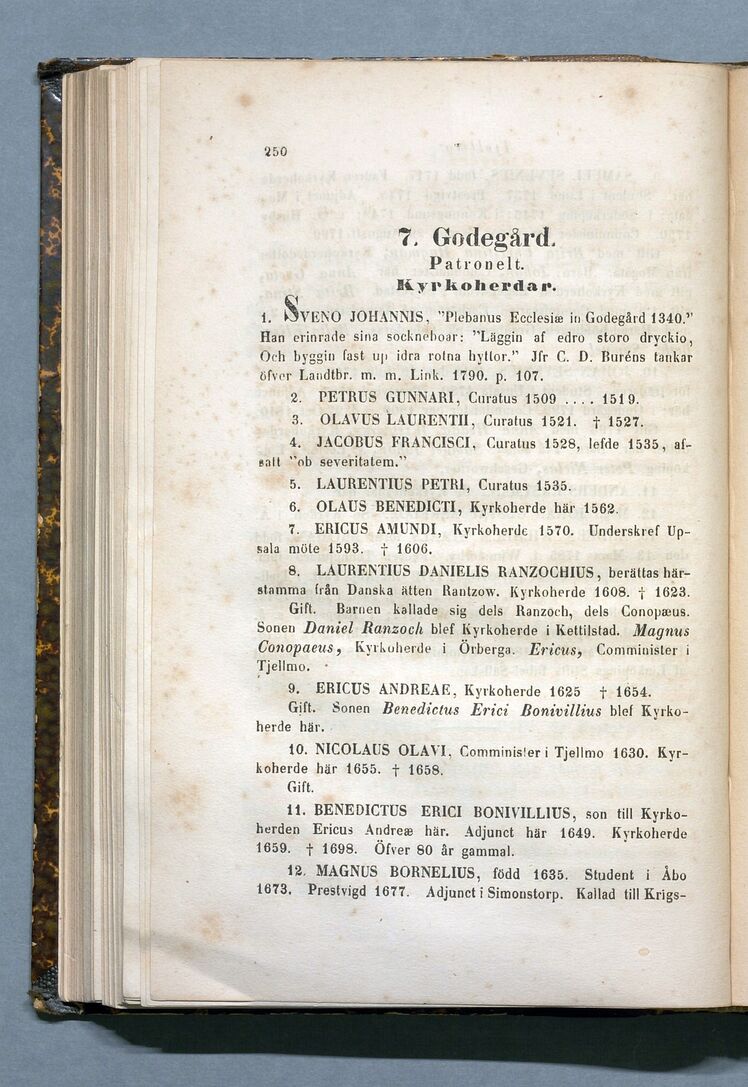 250
7. Godegård.
Patronelt.
Kyrkoherdar.
1. SVENO JOHANNIS, "Plebanus Ecclesiæ in Godegård 1340."
Han erinrade sina sockneboar: "Läggin af edro storo dryckio,
Och byggin fast up idra rotna hyttor." Jfr C. D. Buréns tankar
öfver Landtbr. m. m. Link. 1790. p. 107.
2. PETRUS GUNNARI, Curatus 1509 .... 1519.
3. OLAVUS LAURENTII, Curatus 1521. † 1527.
4. JACOBUS FRANCISCI, Curatus 1528, lefde 1535, af-
satt "ob severitatem."
5. LAURENTIUS PETRI, Curatus 1535.
6. OLAUS BENEDICTI, Kyrkoherde här 1562.
7. ERICUS AMUNDI, Kyrkoherde 1570. Underskref Up-
sala möte 1593. † 1606.
8. LAURENTIUS DANIELIS RANZOCHIUS, berättas här-
stamma från Danska ätten Rantzow. Kyrkoherde 1608. † 1623.
Gift. Barnen kallade sig dels Ranzoch, dels Conopæus.
Sonen Daniel Ranzoch blef Kyrkoherde i Kettilstad. Magnus
Conopaeus, Kyrkoherde i Örberga. Ericus, Comminister i
Tjellmo.
9. ERICUS ANDREAE, Kyrkoherde 1625 † 1654.
Gift. Sonen Benedictus Erici Bonivillius blef Kyrko-
herde här.
10. NICOLAUS OLAVI, Comminister i Tjellmo 1630. Kyr-
koherde här 1655. † 1658.
Gift.
11. BENEDICTUS ERICI BONIVILLIUS, son till Kyrko-
herden Ericus Andreæ här. Adjunct här 1649. Kyrkoherde
1659. † 1698. Öfver 80 år gammal.
12. MAGNUS BORNELIUS, född 1635. Student i Åbo
1673. Prestvigd 1677. Adjunct i Simonstorp. Kallad till Krigs-